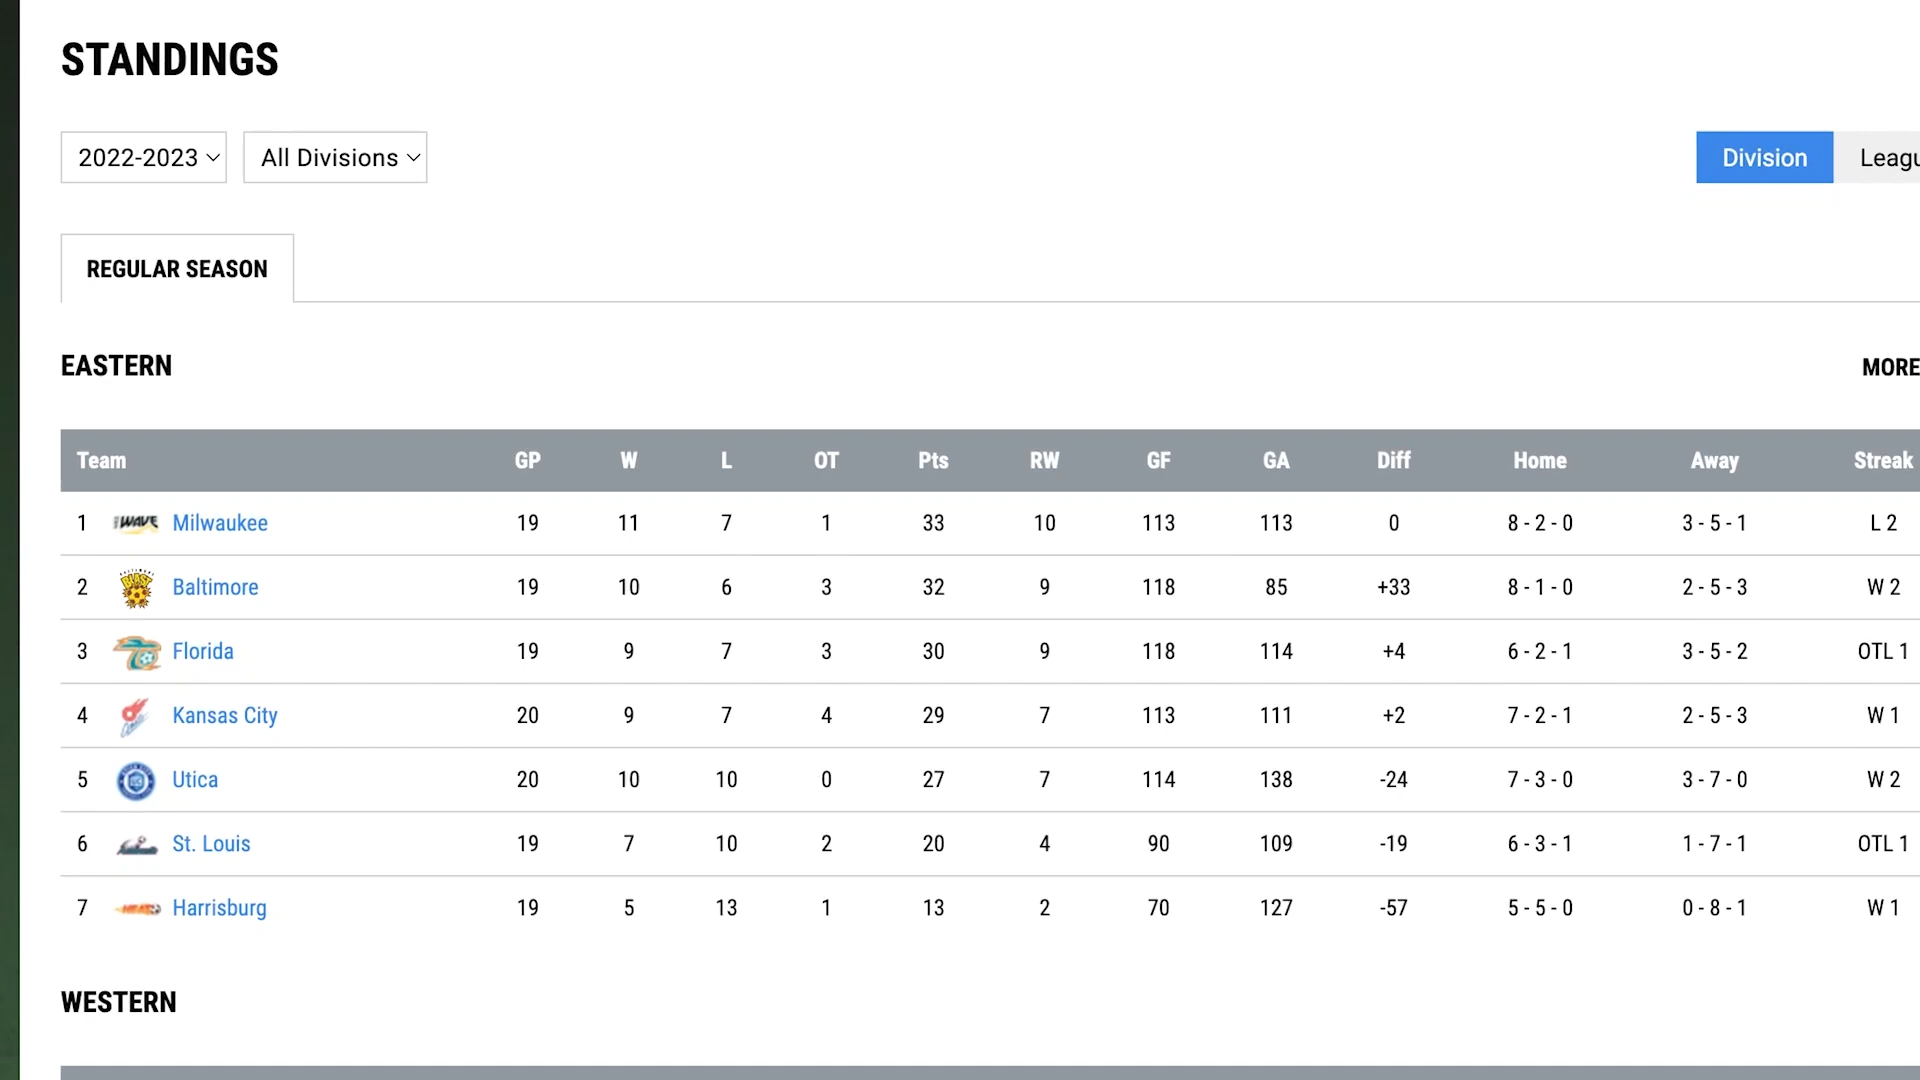 STANDINGS
2022-2023 All Divisions Division Leagu
REGULAR SEASON
EASTERN MORE
Team GP W L OT Pts RW GF GA Diff Home Away Streak
1 WAVE Milwaukee 19 11 7 1 33 10 113 113 0 8 - 2 - 0 3 - 5 - 1 L 2
2 BLAST Baltimore 19 10 6 3 32 9 118 85 +33 8 - 1 - 0 2 - 5 - 3 W 2
3 Florida 19 9 7 3 30 9 118 114 +4 6 - 2 - 1 3 - 5 - 2 OTL 1
4 Kansas City 20 9 7 4 29 7 113 111 +2 7 - 2 - 1 2 - 5 - 3 W 1
5 Utica 20 10 10 0 27 7 114 138 -24 7 - 3 - 0 3 - 7 - 0 W 2
6 St. Louis 19 7 10 2 20 4 90 109 -19 6 - 3 - 1 1 - 7 - 1 OTL 1
7 HEAT Harrisburg 19 5 13 1 13 2 70 127 -57 5 - 5 - 0 0 - 8 - 1 W 1
WESTERN